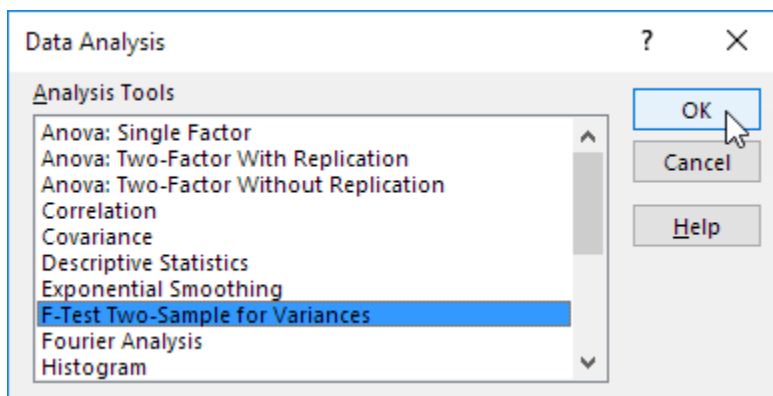 Data Analysis ? X
Analysis Tools
Anova: Single Factor
Anova: Two-Factor With Replication
Anova: Two-Factor Without Replication
Correlation
Covariance
Descriptive Statistics
Exponential Smoothing
F-Test Two-Sample for Variances
Fourier Analysis
Histogram
OK
Cancel
Help